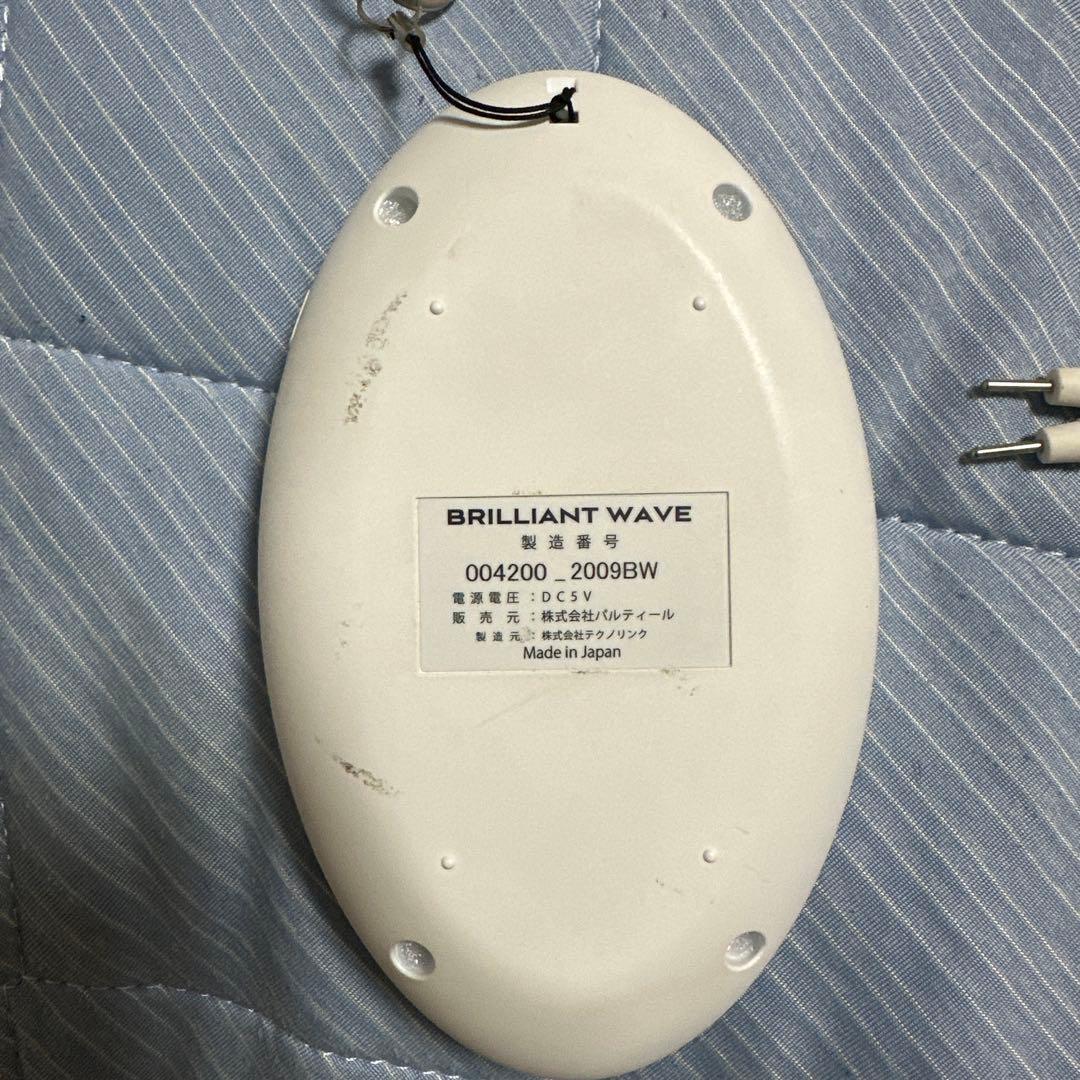 BRILLIANT WAVE
製造番号
004200_2009BW
電源電圧：DC5V
販売元：株式会社バルティール
製造元：株式会社テクノリンク
Made in Japan